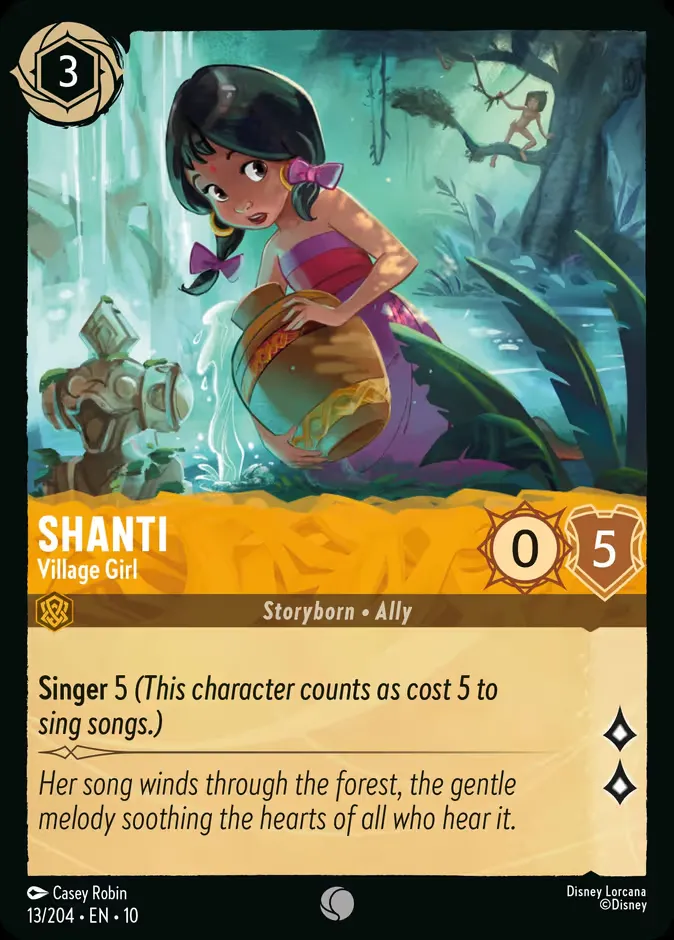 3
SHANTI
Village Girl
0
5
Storyborn • Ally
Singer 5 (This character counts as cost 5 to
sing songs.)
Her song winds through the forest, the gentle
melody soothing the hearts of all who hear it.
Casey Robin
13/204 • EN • 10
Disney Lorcana
©Disney